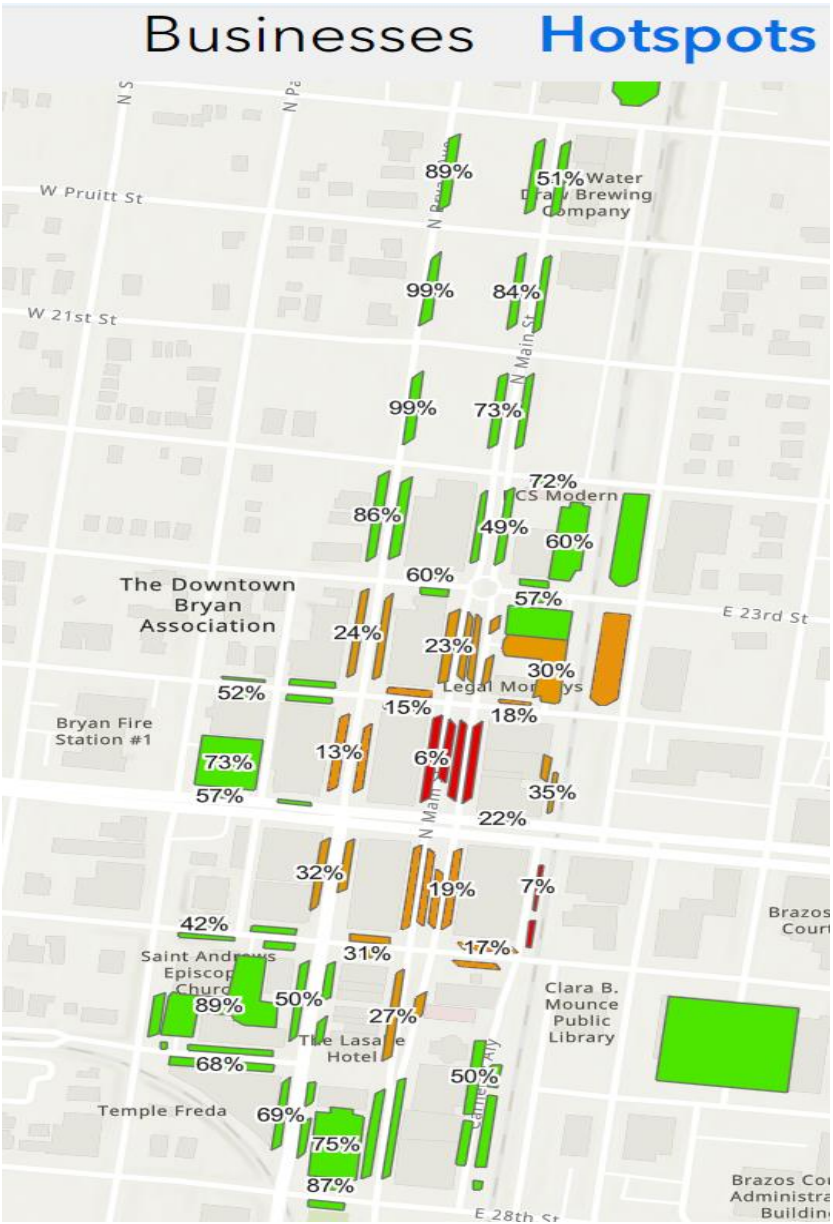 Businesses Hotspots
N S
N Pa
89%
51%
Water
Draw Brewing
Company
W Pruitt St
99%
84%
W 21st St
N Main St
99%
73%
72%
CS Modern
86%
49%
60%
60%
57%
The Downtown
Bryan
Association
E 23rd St
24%
23%
30%
Legal Mo ys
52%
15%
18%
Bryan Fire
Station #1
13%
6%
73%
35%
57%
22%
N Main
32%
19%
7%
Brazos
Court
42%
31%
17%
Saint Andrews
Episcop
Churc
89%
50%
27%
Clara B.
Mounce
Public
Library
The Lasalle
Hotel
68%
50%
Temple Freda
69%
75%
87%
Brazos Cou
Administra
Building
E 28th St